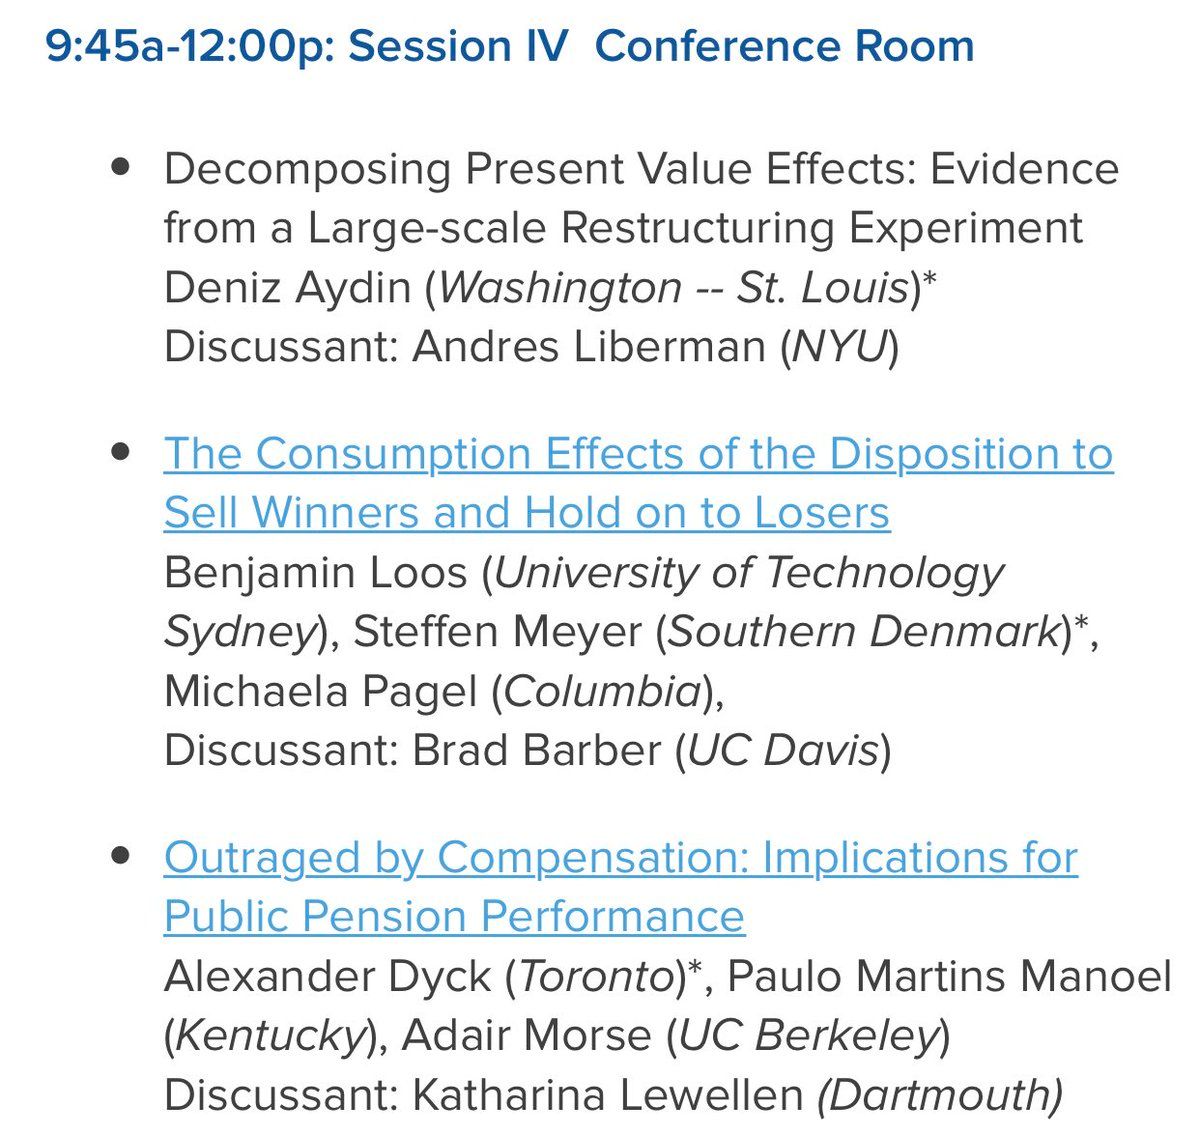 9:45a-12:00p: Session IV  Conference Room
• Decomposing Present Value Effects: Evidence
from a Large-scale Restructuring Experiment
Deniz Aydin (Washington -- St. Louis)*
Discussant: Andres Liberman (NYU)
• The Consumption Effects of the Disposition to
Sell Winners and Hold on to Losers
Benjamin Loos (University of Technology
Sydney), Steffen Meyer (Southern Denmark)*,
Michaela Pagel (Columbia),
Discussant: Brad Barber (UC Davis)
• Outraged by Compensation: Implications for
Public Pension Performance
Alexander Dyck (Toronto)*, Paulo Martins Manoel
(Kentucky), Adair Morse (UC Berkeley)
Discussant: Katharina Lewellen (Dartmouth)